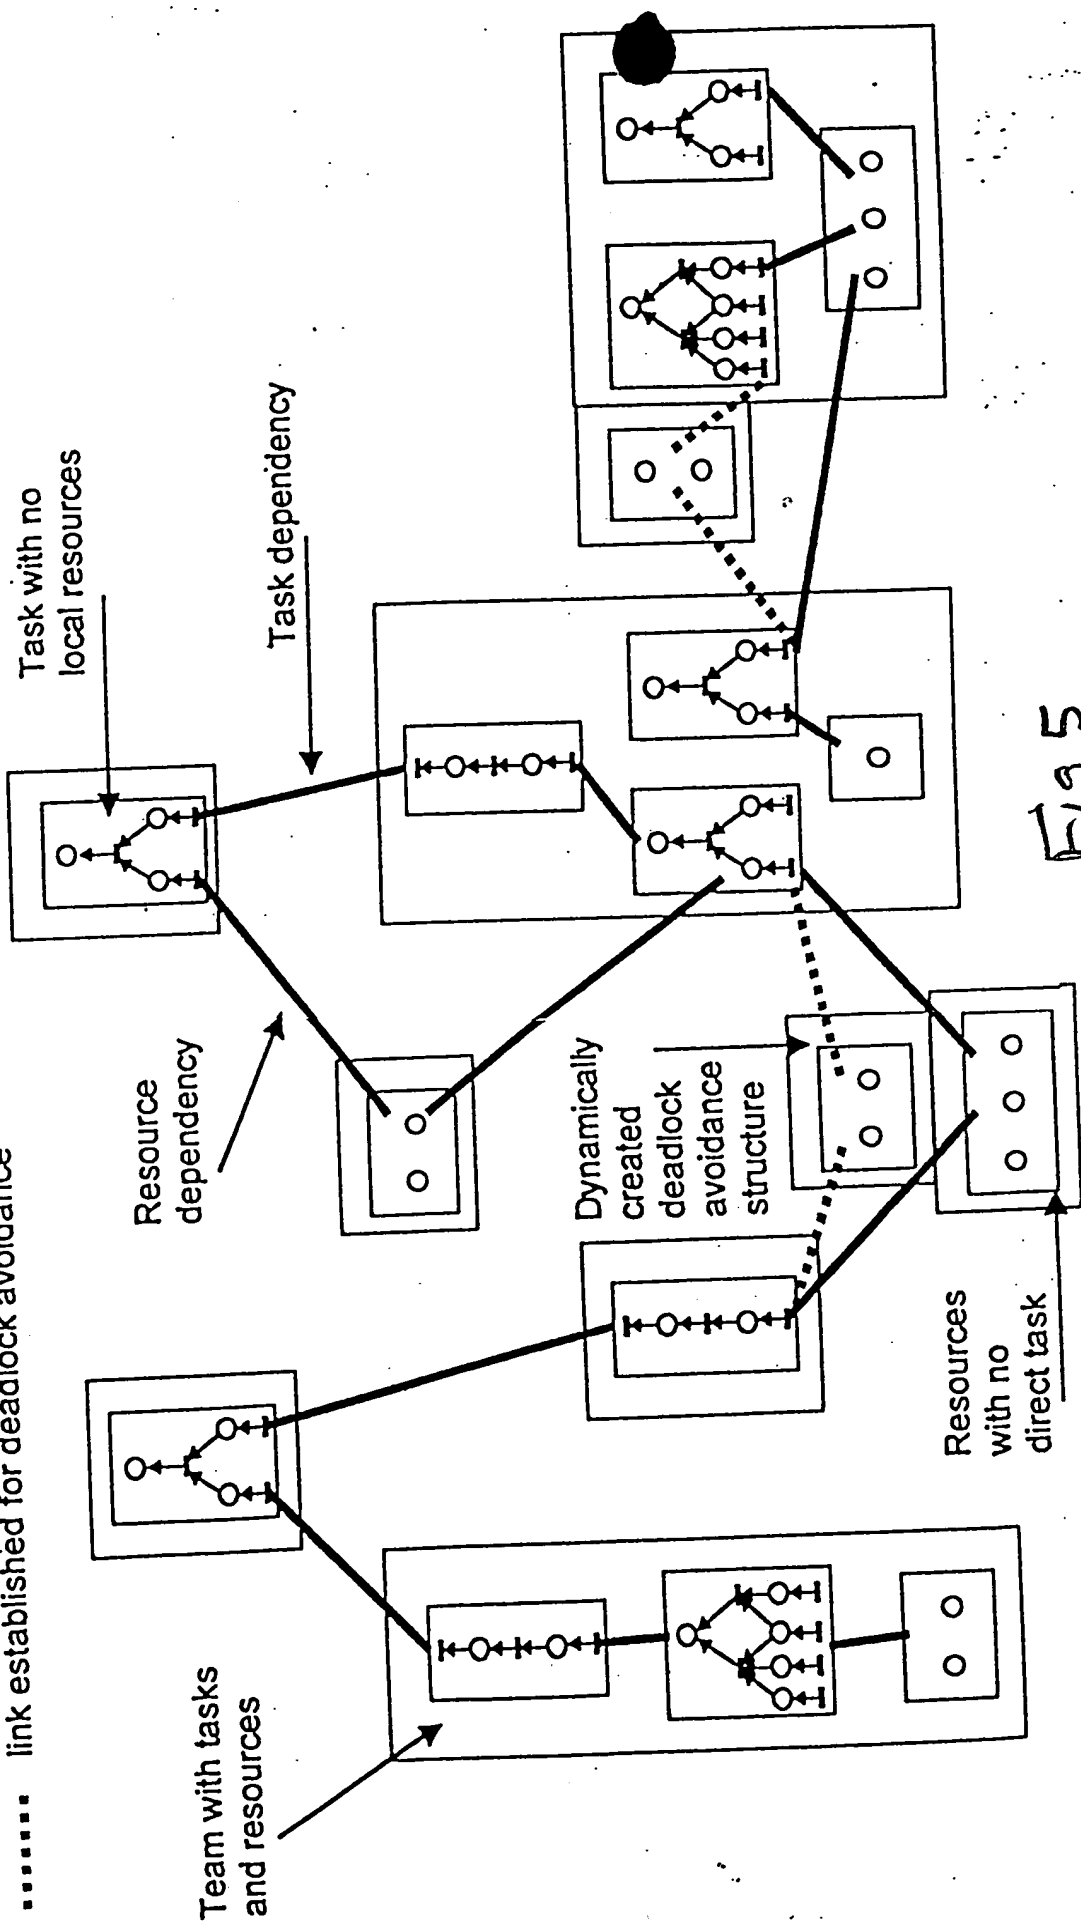 link established for deadlock avoidance
Team with tasks
and resources
Resource
dependency
Task with no
local resources
Task dependency
Dynamically
created
deadlock
avoidance
structure
Resources
with no
direct task
Fig 5